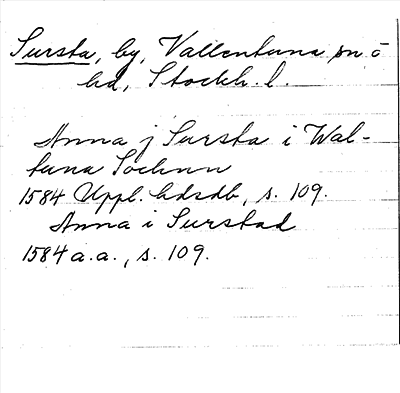 Sursta, by, Vallentuna sn. o
hd, Stockh. l.
Anna j Sursta i Wal-
tuna Sochnn
1584 Uppl. hdsdb, s. 109.
Anna i Surstad
1584 a.a., s. 109.